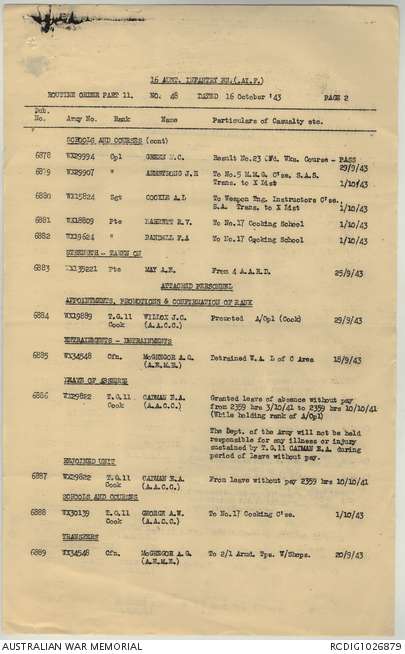 16 AUST. INFANTRY BN.(.AI.F.)
ROUTINE ORDER PART 11. NO. 48 DATED 16 October '43 PAGE 2
No. Army No. Rank Name Particulars of Casualty etc.
SCHOOLS AND COURSES (cont)
6878 WX29994 Cpl GREEN M.C. Result No.23 Wkn. Course - PASS
29/9/43
6879 WX29907 " ARMSTRONG J.H To No.5 M.M.G. C'se. S.A.S.
Trans. to X list 1/10/43
6880 WX15824 Sgt COOKIE A.L To Weapon Tng. Instructors C'se.
S.A. Trans. to X list 1/10/43
6881 WX18809 Pte R.V. To No.17 Cooking School 1/10/43
6882 WX19624 " RANDALL F.A To No.17 Cooking School 1/10/43
STRENGTH - TAKEN ON
6883 Pte MAY A.E. From 4 A.A.R.D. 25/9/43
ATTACHED PERSONNEL
APPOINTMENTS, PROMOTIONS & CONFIRMATION OF RANK
6884 WX19889 T.G.11 WILLOX J.C. Promoted A/Cpl (Cook) 29/9/43
Cook (A.A.C.C.)
ENTRAINMENTS - DETRAINMENTS
6885 WX34548 Cfn. McGREGOR A.G. Detrained W.A. L of C Area 18/9/43
(A.E.M.E.)
LEAVE OF ABSENCE
6886 WX29822 T.G.11 CAIMAN E.A. Granted leave of absence without pay
Cook (A.A.C.C.) from 2359 hrs 3/10/41 to 2359 hrs 10/10/41
(While holding rank of A/Cpl)
The Dept. of the Army will not be held
responsible for any illness or injury
sustained by T.G.11 CAIMAN E.A. during
period of leave without pay.
REJOINED UNIT
6887 WX29822 T.G.11 CAIMAN E.A. From leave without pay 2359 hrs 10/10/41
Cook (A.A.C.C.)
SCHOOLS AND COURSES
6888 WX30139 T.G.11 GEORGE A.W. To No.17 Cooking C'se. 1/10/43
Cook (A.A.C.C.)
TRANSFERS
6889 WX34548 Cfn. McGREGOR A.G. To 2/1 Armd. Tps. W/Shops. 20/9/43
(A.E.M.E.)
AUSTRALIAN WAR MEMORIAL RCDIG1026879